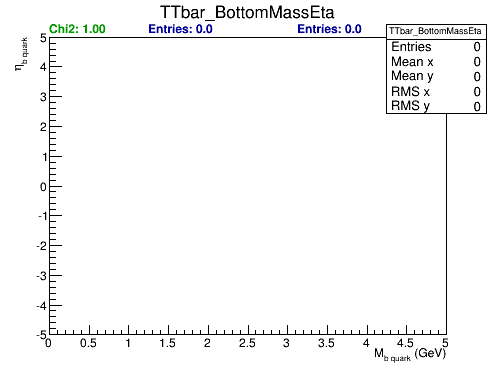 TTbar_BottomMassEta
Chi2: 1.00 Entries: 0.0 Entries: 0.0
TTbar_BottomMassEta
Entries 0
Mean x 0
Mean y 0
RMS x 0
RMS y 0
η b quark
5
4
3
2
1
0
-1
-2
-3
-4
-5
0 0.5 1 1.5 2 2.5 3 3.5 4 4.5 5
M b quark (GeV)